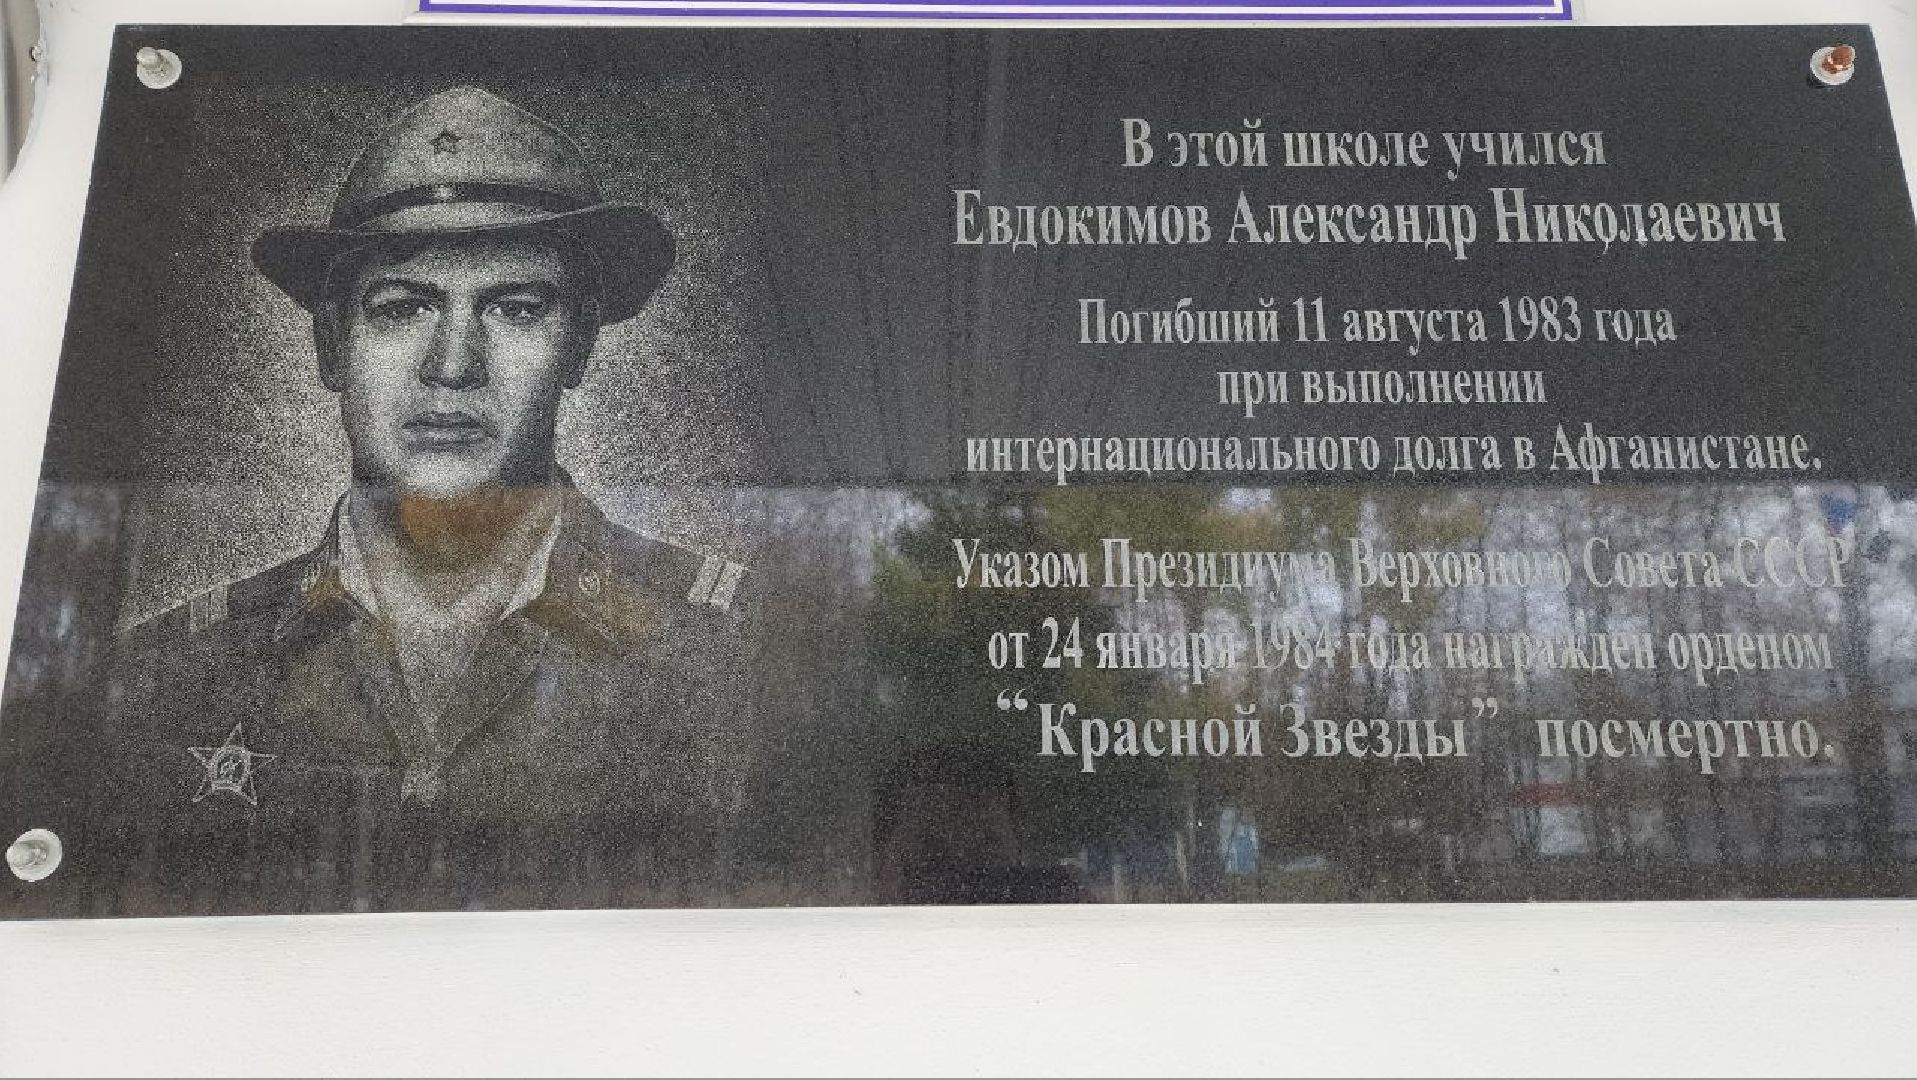 В этой школе учился
Евдокимов Александр Николаевич
Погибший 11 августа 1983 года
при выполнении
интернационального долга в Афганистане.
Указом Президиума Верховного Совета СССР
от 24 января 1984 года награжден орденом
“Красной Звезды” посмертно.